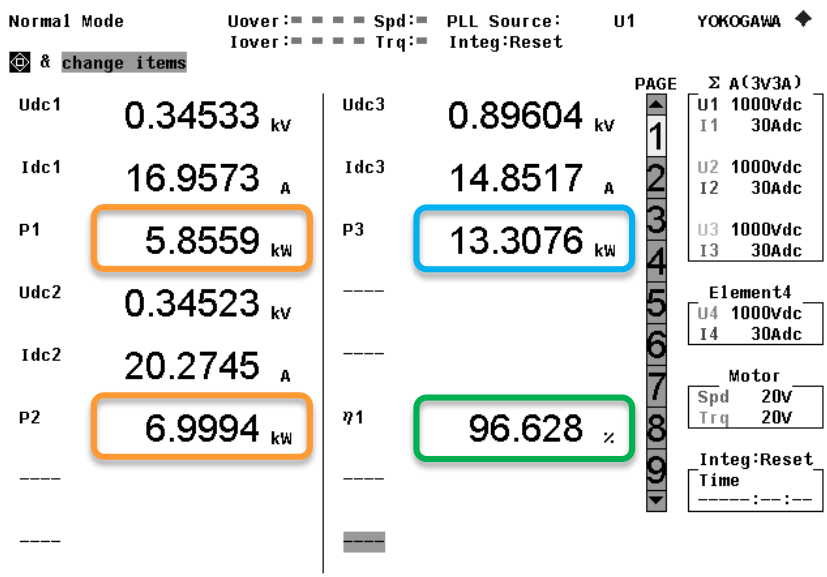 Normal Mode
Uover:= = = = Spd:=
Iover:= = = = Trq:=
PLL Source: U1
Integ:Reset
YOKOGAWA
& change items
Udc1 0.34533 kV
Idc1 16.9573 A
P1 5.8559 kW
Udc2 0.34523 kV
Idc2 20.2745 A
P2 6.9994 kW
----
----
Udc3 0.89604 kV
Idc3 14.8517 A
P3 13.3076 kW
----
----
η1 96.628 %
----
----
PAGE
1
2
3
4
5
6
7
8
9
Σ A(3V3A)
U1 1000Vdc
I1 30Adc
U2 1000Vdc
I2 30Adc
U3 1000Vdc
I3 30Adc
Element4
U4 1000Vdc
I4 30Adc
Motor
Spd 20V
Trq 20V
Integ:Reset
Time
-----:--:--